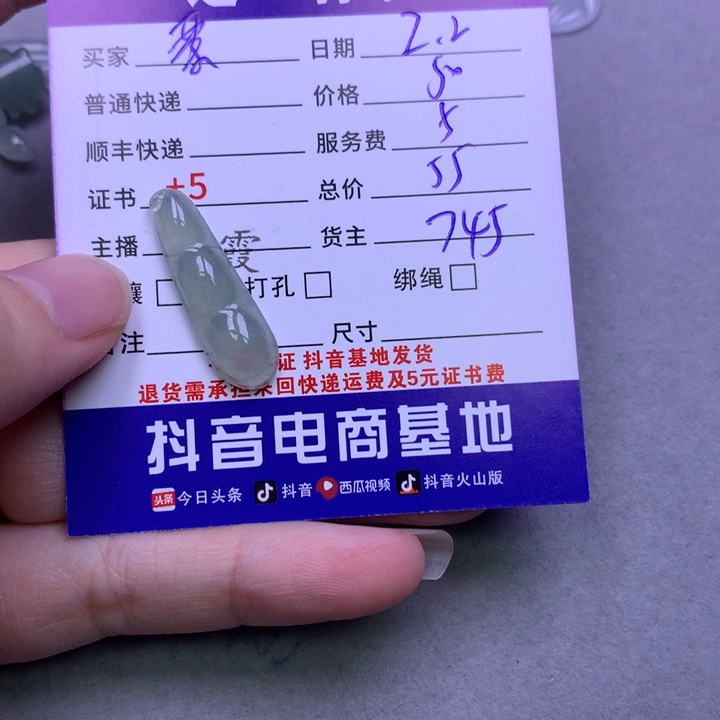 买家 日期 2.2
普通快递 价格 50
顺丰快递 服务费 5
证书 +5 总价 55
主播 霞 货主 745
镶 □ 打孔 □ 绑绳 □
注 尺寸
证 抖音基地发货
退货需承担来回快递运费及5元证书费
抖音电商基地
头条 今日头条 抖音 西瓜视频 抖音火山版